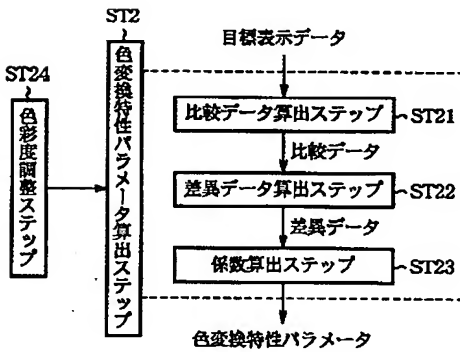 ST24
色彩度調整ステップ
ST2
色変換特性パラメータ算出ステップ
目標表示データ
比較データ算出ステップ
ST21
比較データ
差異データ算出ステップ
ST22
差異データ
係数算出ステップ
ST23
色変換特性パラメータ